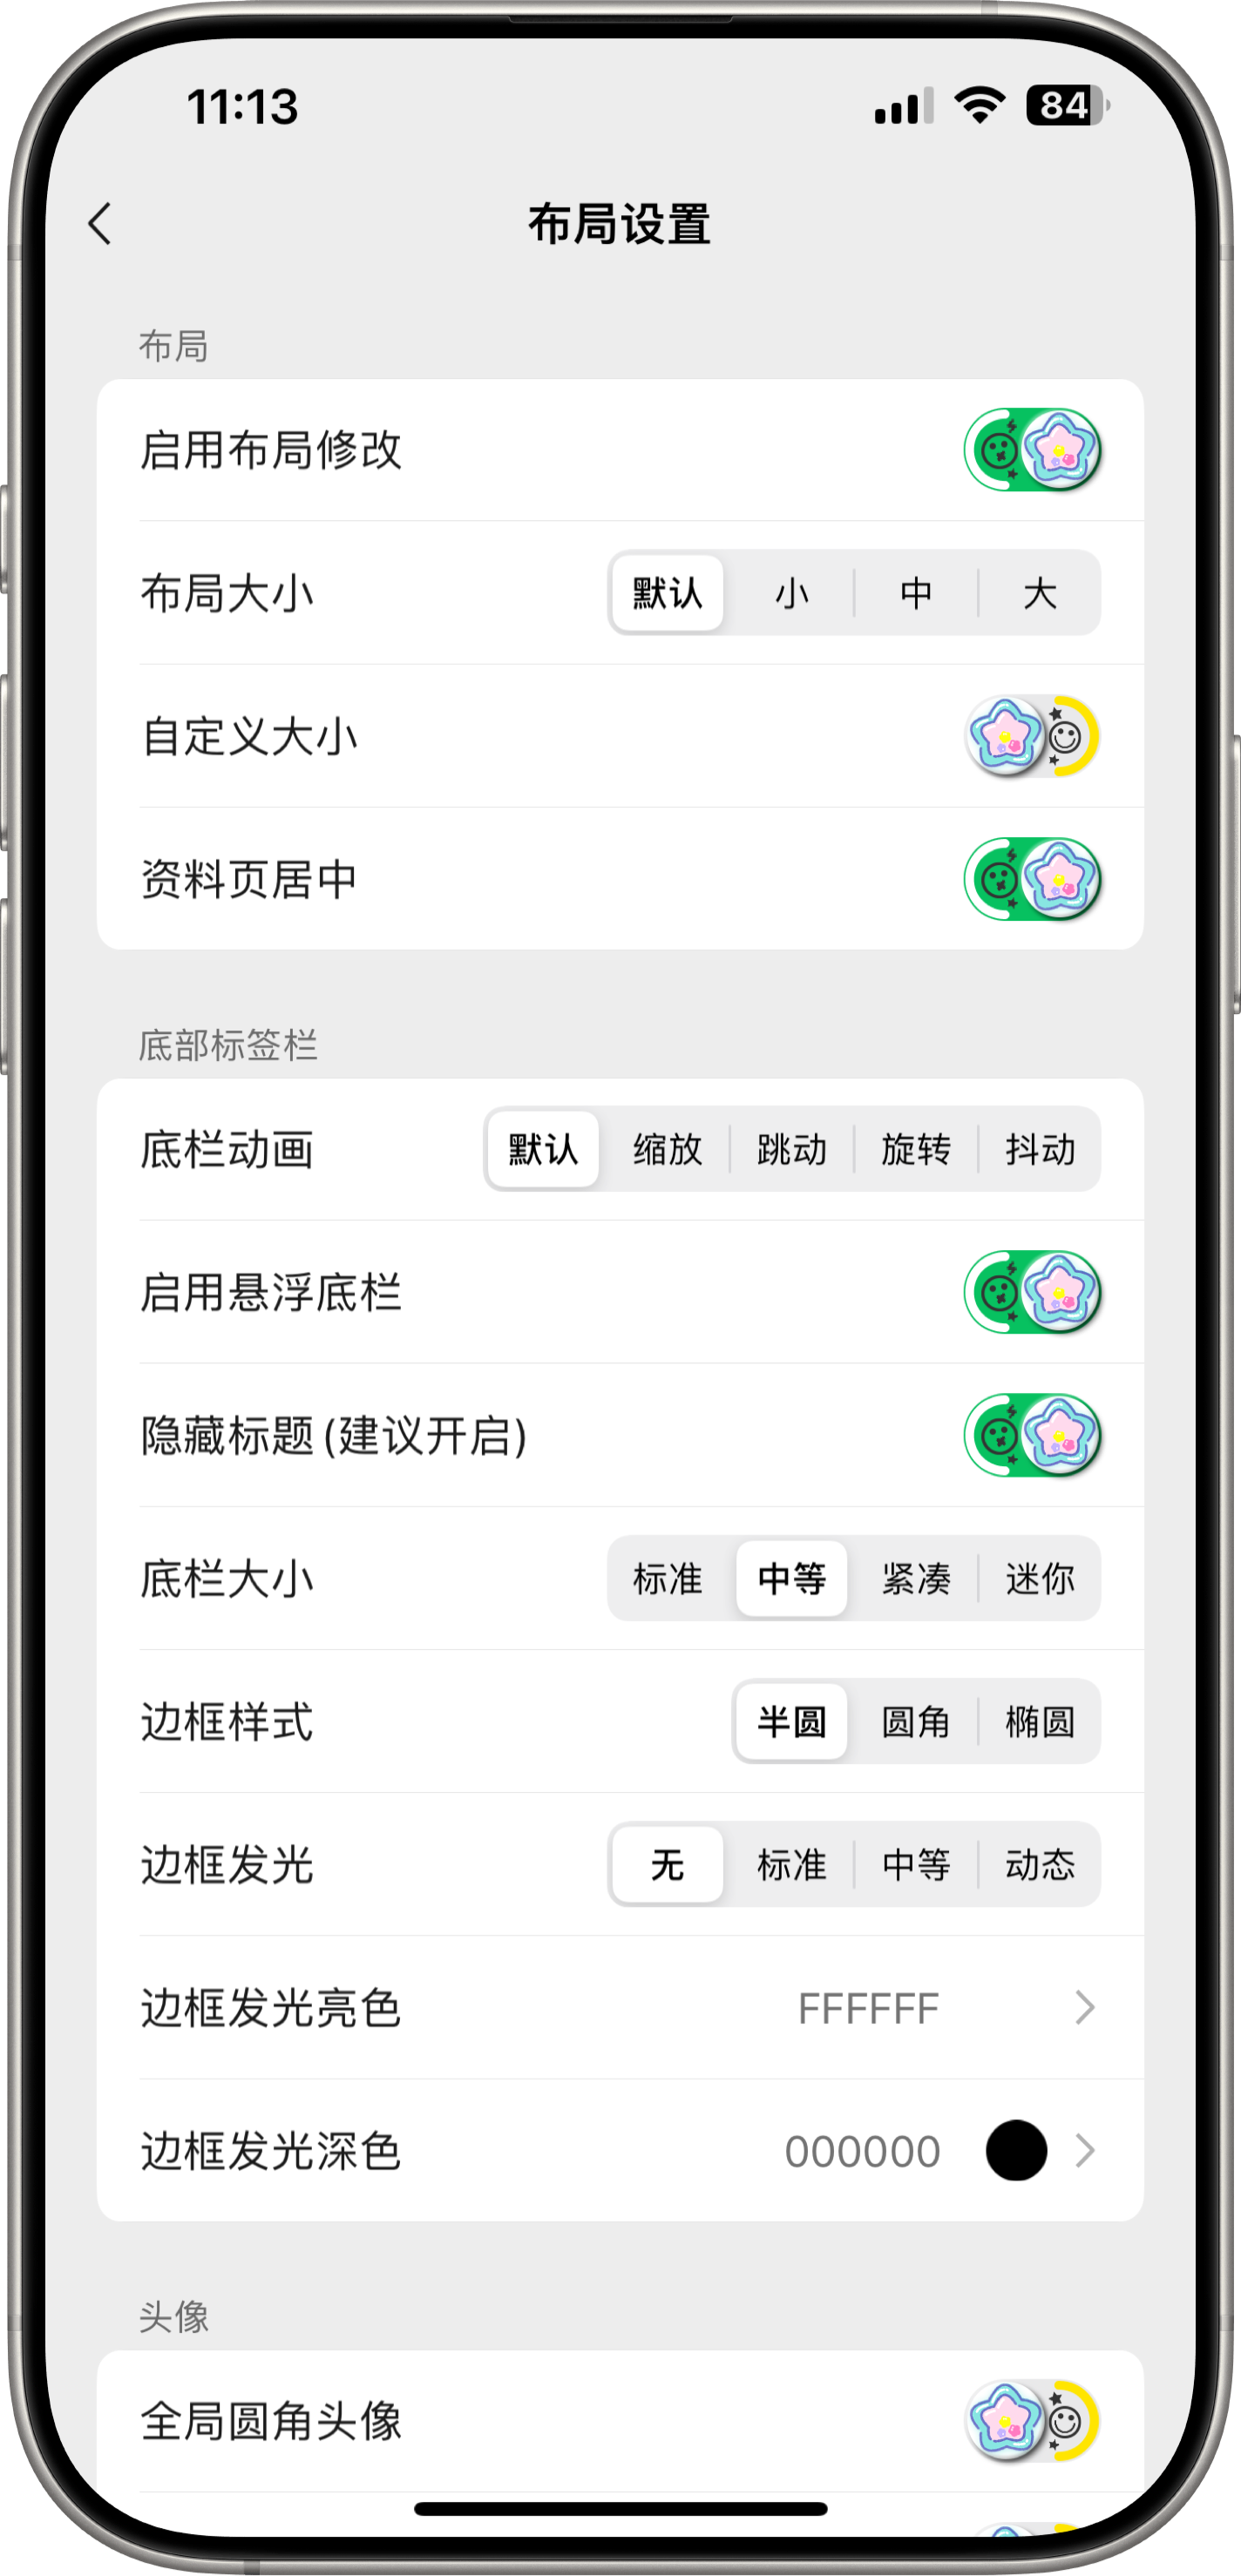 11:13
84
布局设置
布局
启用布局修改
布局大小 默认 小 中 大
自定义大小
资料页居中
底部标签栏
底栏动画 默认 缩放 跳动 旋转 抖动
启用悬浮底栏
隐藏标题(建议开启)
底栏大小 标准 中等 紧凑 迷你
边框样式 半圆 圆角 椭圆
边框发光 无 标准 中等 动态
边框发光亮色 FFFFFF
边框发光深色 000000
头像
全局圆角头像